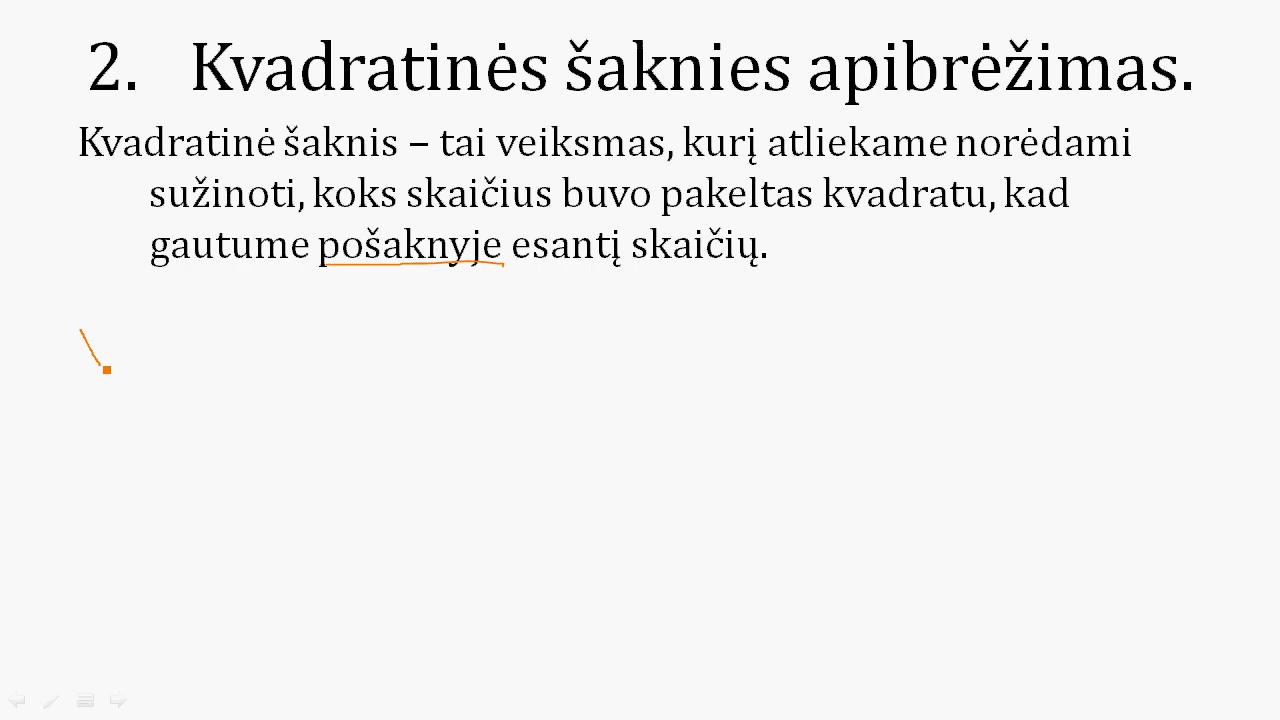 2. Kvadratinės šaknies apibrėžimas.
Kvadratinė šaknis – tai veiksmas, kurį atliekame norėdami
sužinoti, koks skaičius buvo pakeltas kvadratu, kad
gautume pošaknyje esantį skaičių.